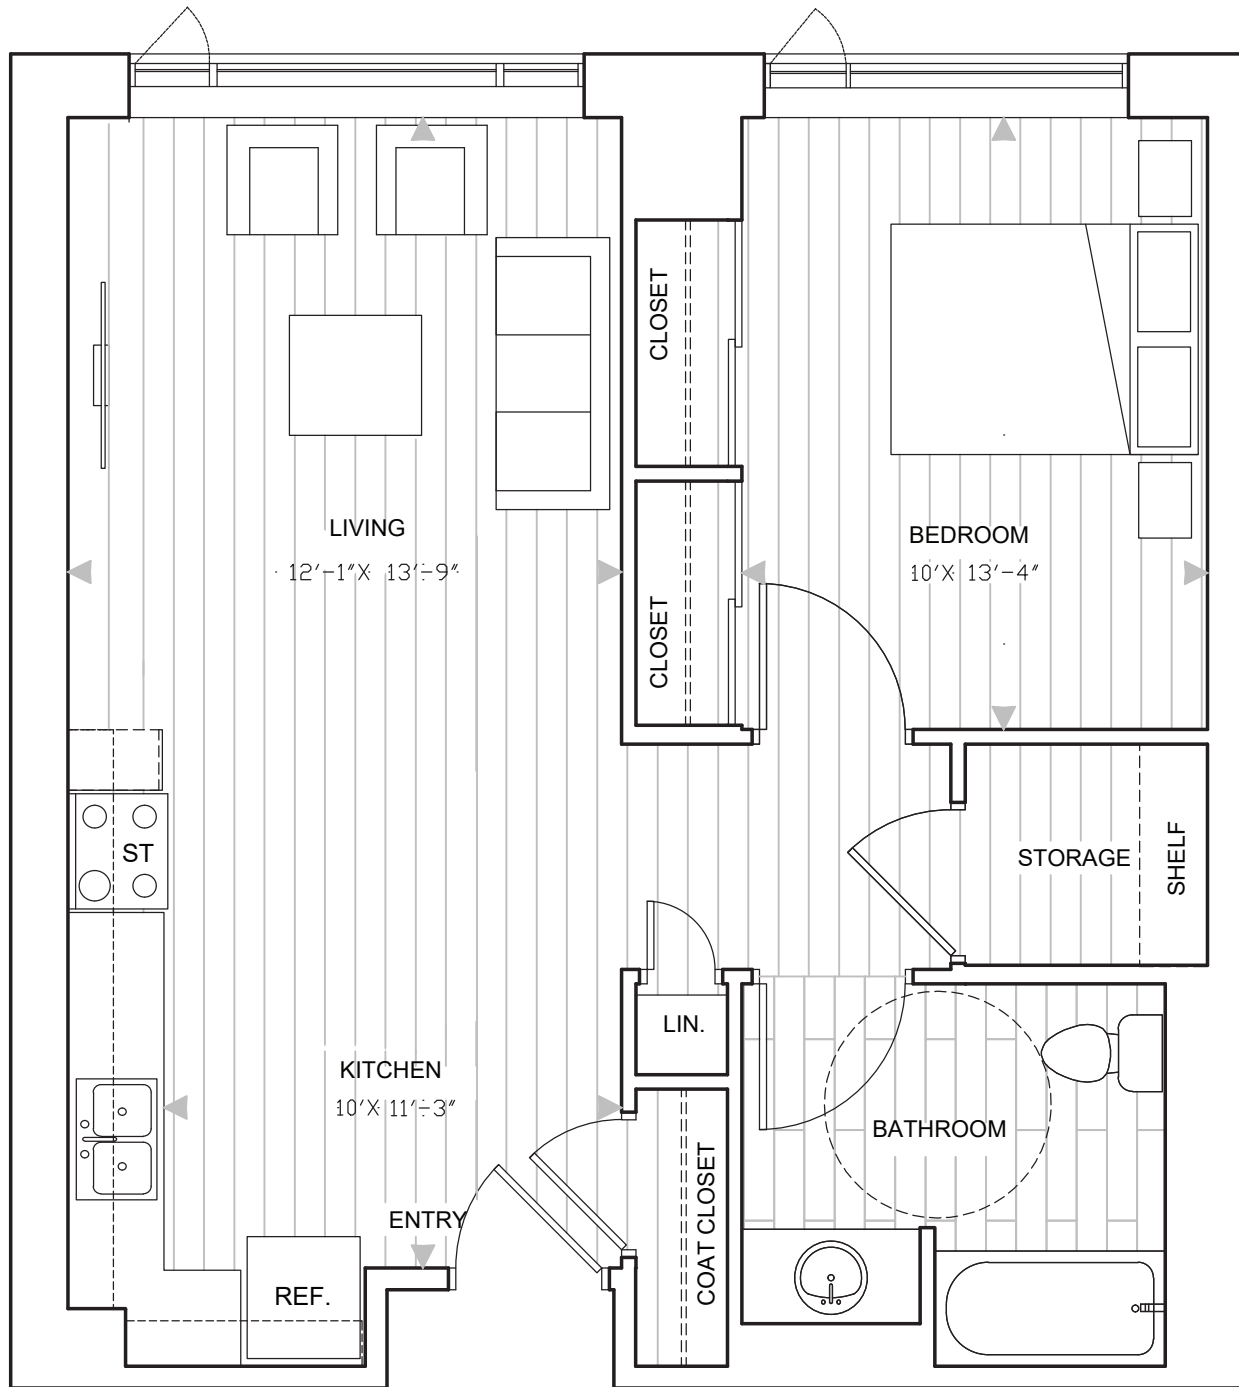 CLOSET
LIVING
12'-1"X 13'-9"
BEDROOM
10'X 13'-4"
CLOSET
ST
STORAGE
SHELF
LIN.
KITCHEN
10'X 11'-3"
BATHROOM
COAT CLOSET
ENTRY
REF.